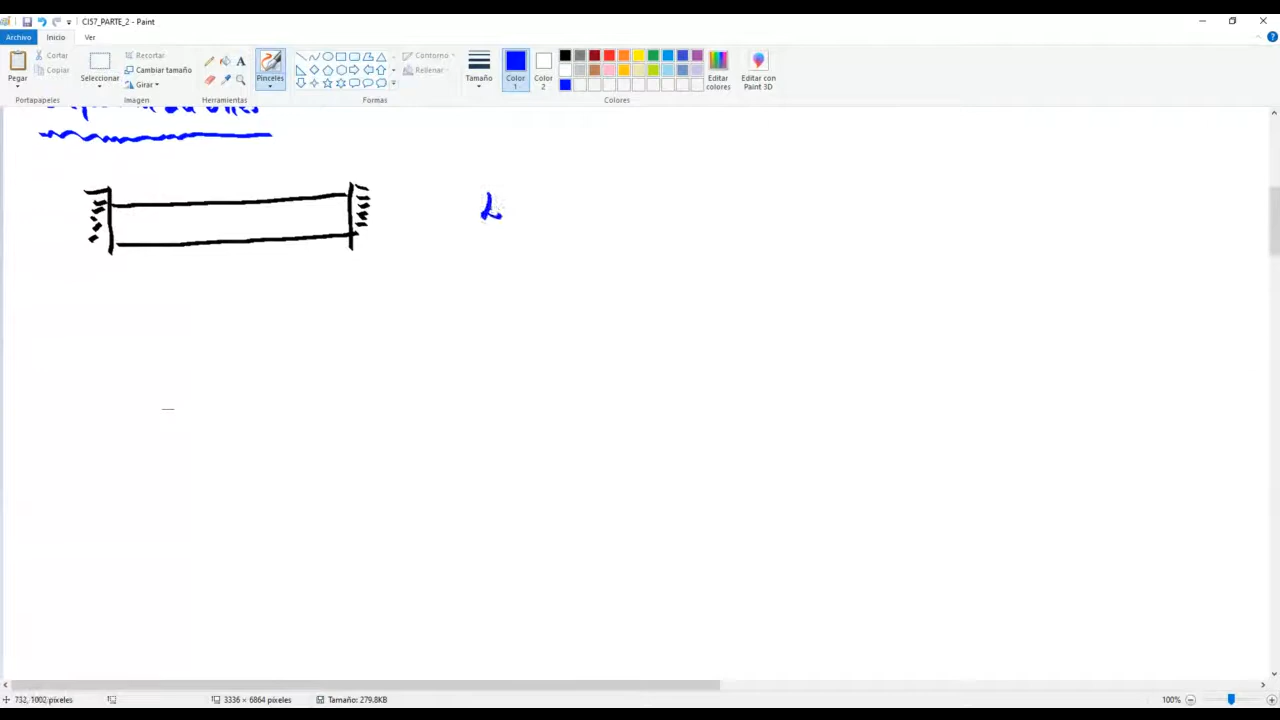 CI57_PARTE_2 - Paint
Archivo Inicio Ver
Pegar
Cortar
Copiar
Portapapeles
Seleccionar
Recortar
Cambiar tamaño
Girar
Imagen
A
Herramientas
Pinceles
Contorno
Rellenar
Formas
Tamaño
Color 1
Color 2
Editar colores
Editar con Paint 3D
Colores
L
732, 1002 píxeles
3336 × 6864 píxeles
Tamaño: 279.8KB
100%